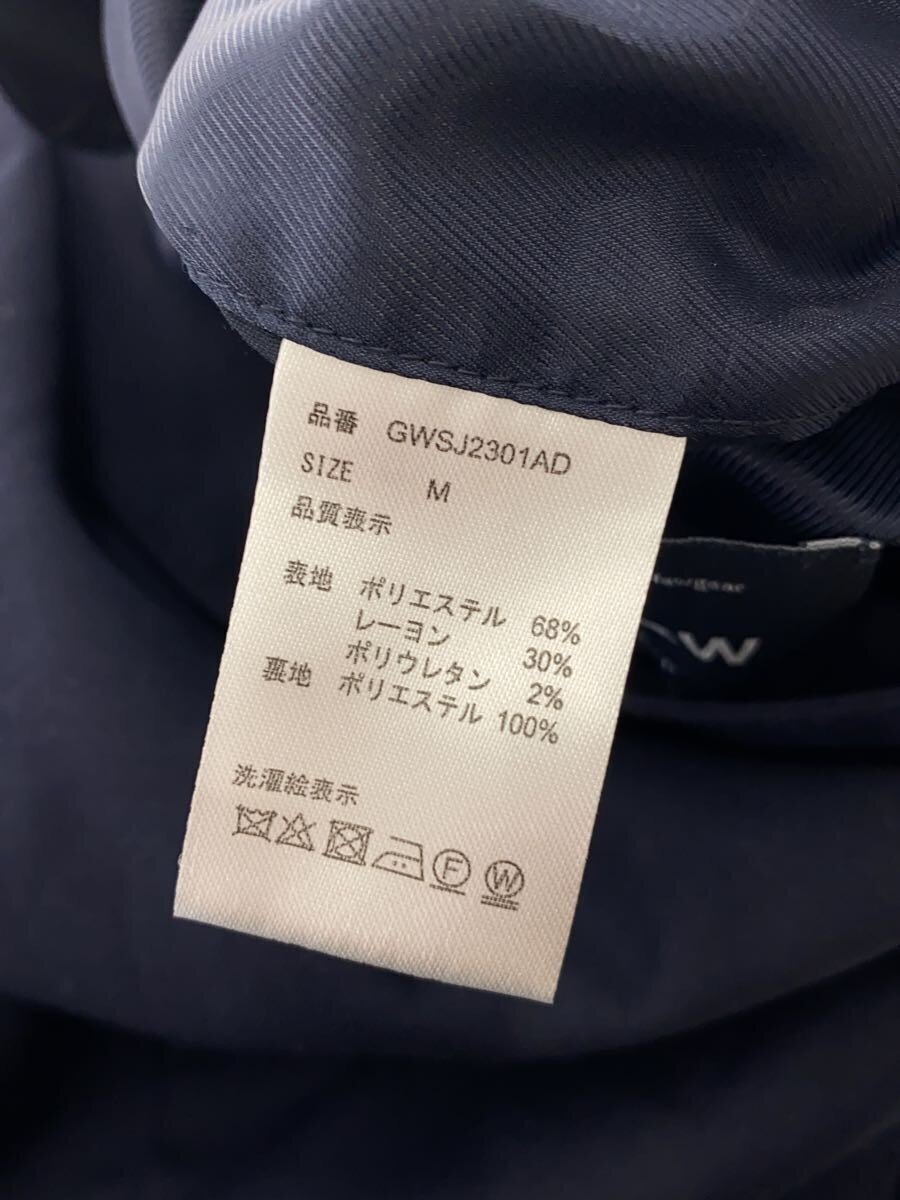 品番 GWSJ2301AD
SIZE M
品質表示
表地 ポリエステル 68%
レーヨン 30%
ポリウレタン 2%
裏地 ポリエステル 100%
洗濯絵表示
F W
W